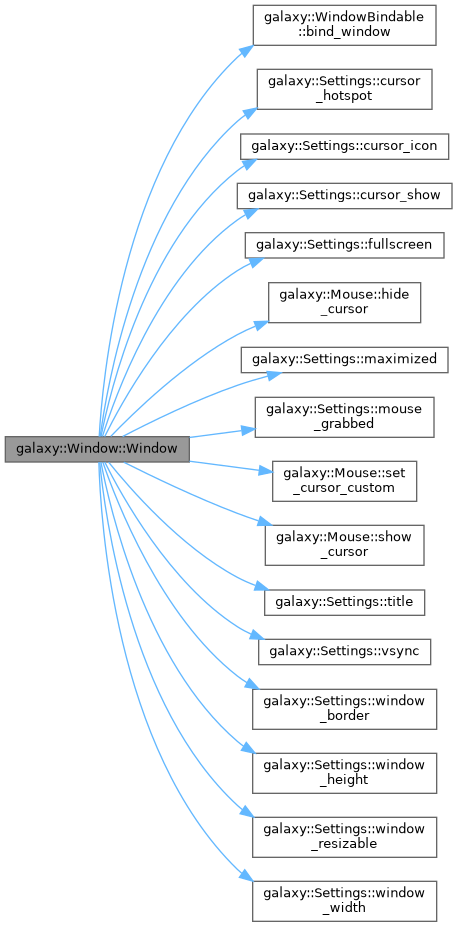 galaxy::WindowBindable
::bind_window
galaxy::Settings::cursor
_hotspot
galaxy::Settings::cursor_icon
galaxy::Settings::cursor_show
galaxy::Settings::fullscreen
galaxy::Mouse::hide
_cursor
galaxy::Settings::maximized
galaxy::Settings::mouse
_grabbed
galaxy::Window::Window
galaxy::Mouse::set
_cursor_custom
galaxy::Mouse::show
_cursor
galaxy::Settings::title
galaxy::Settings::vsync
galaxy::Settings::window
_border
galaxy::Settings::window
_height
galaxy::Settings::window
_resizable
galaxy::Settings::window
_width